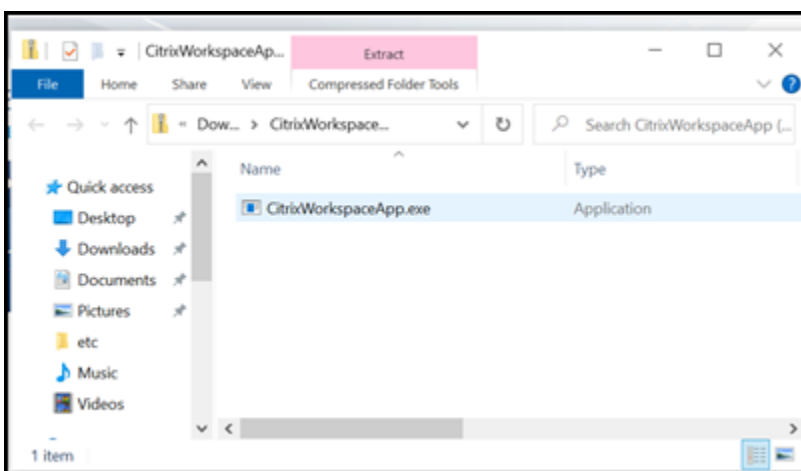 CitrixWorkspaceAp... Extract
File Home Share View Compressed Folder Tools
« Dow... > CitrixWorkspace... Search CitrixWorkspaceApp (...
Name Type
Quick access
CitrixWorkspaceApp.exe Application
Desktop
Downloads
Documents
Pictures
etc
Music
Videos
1 item